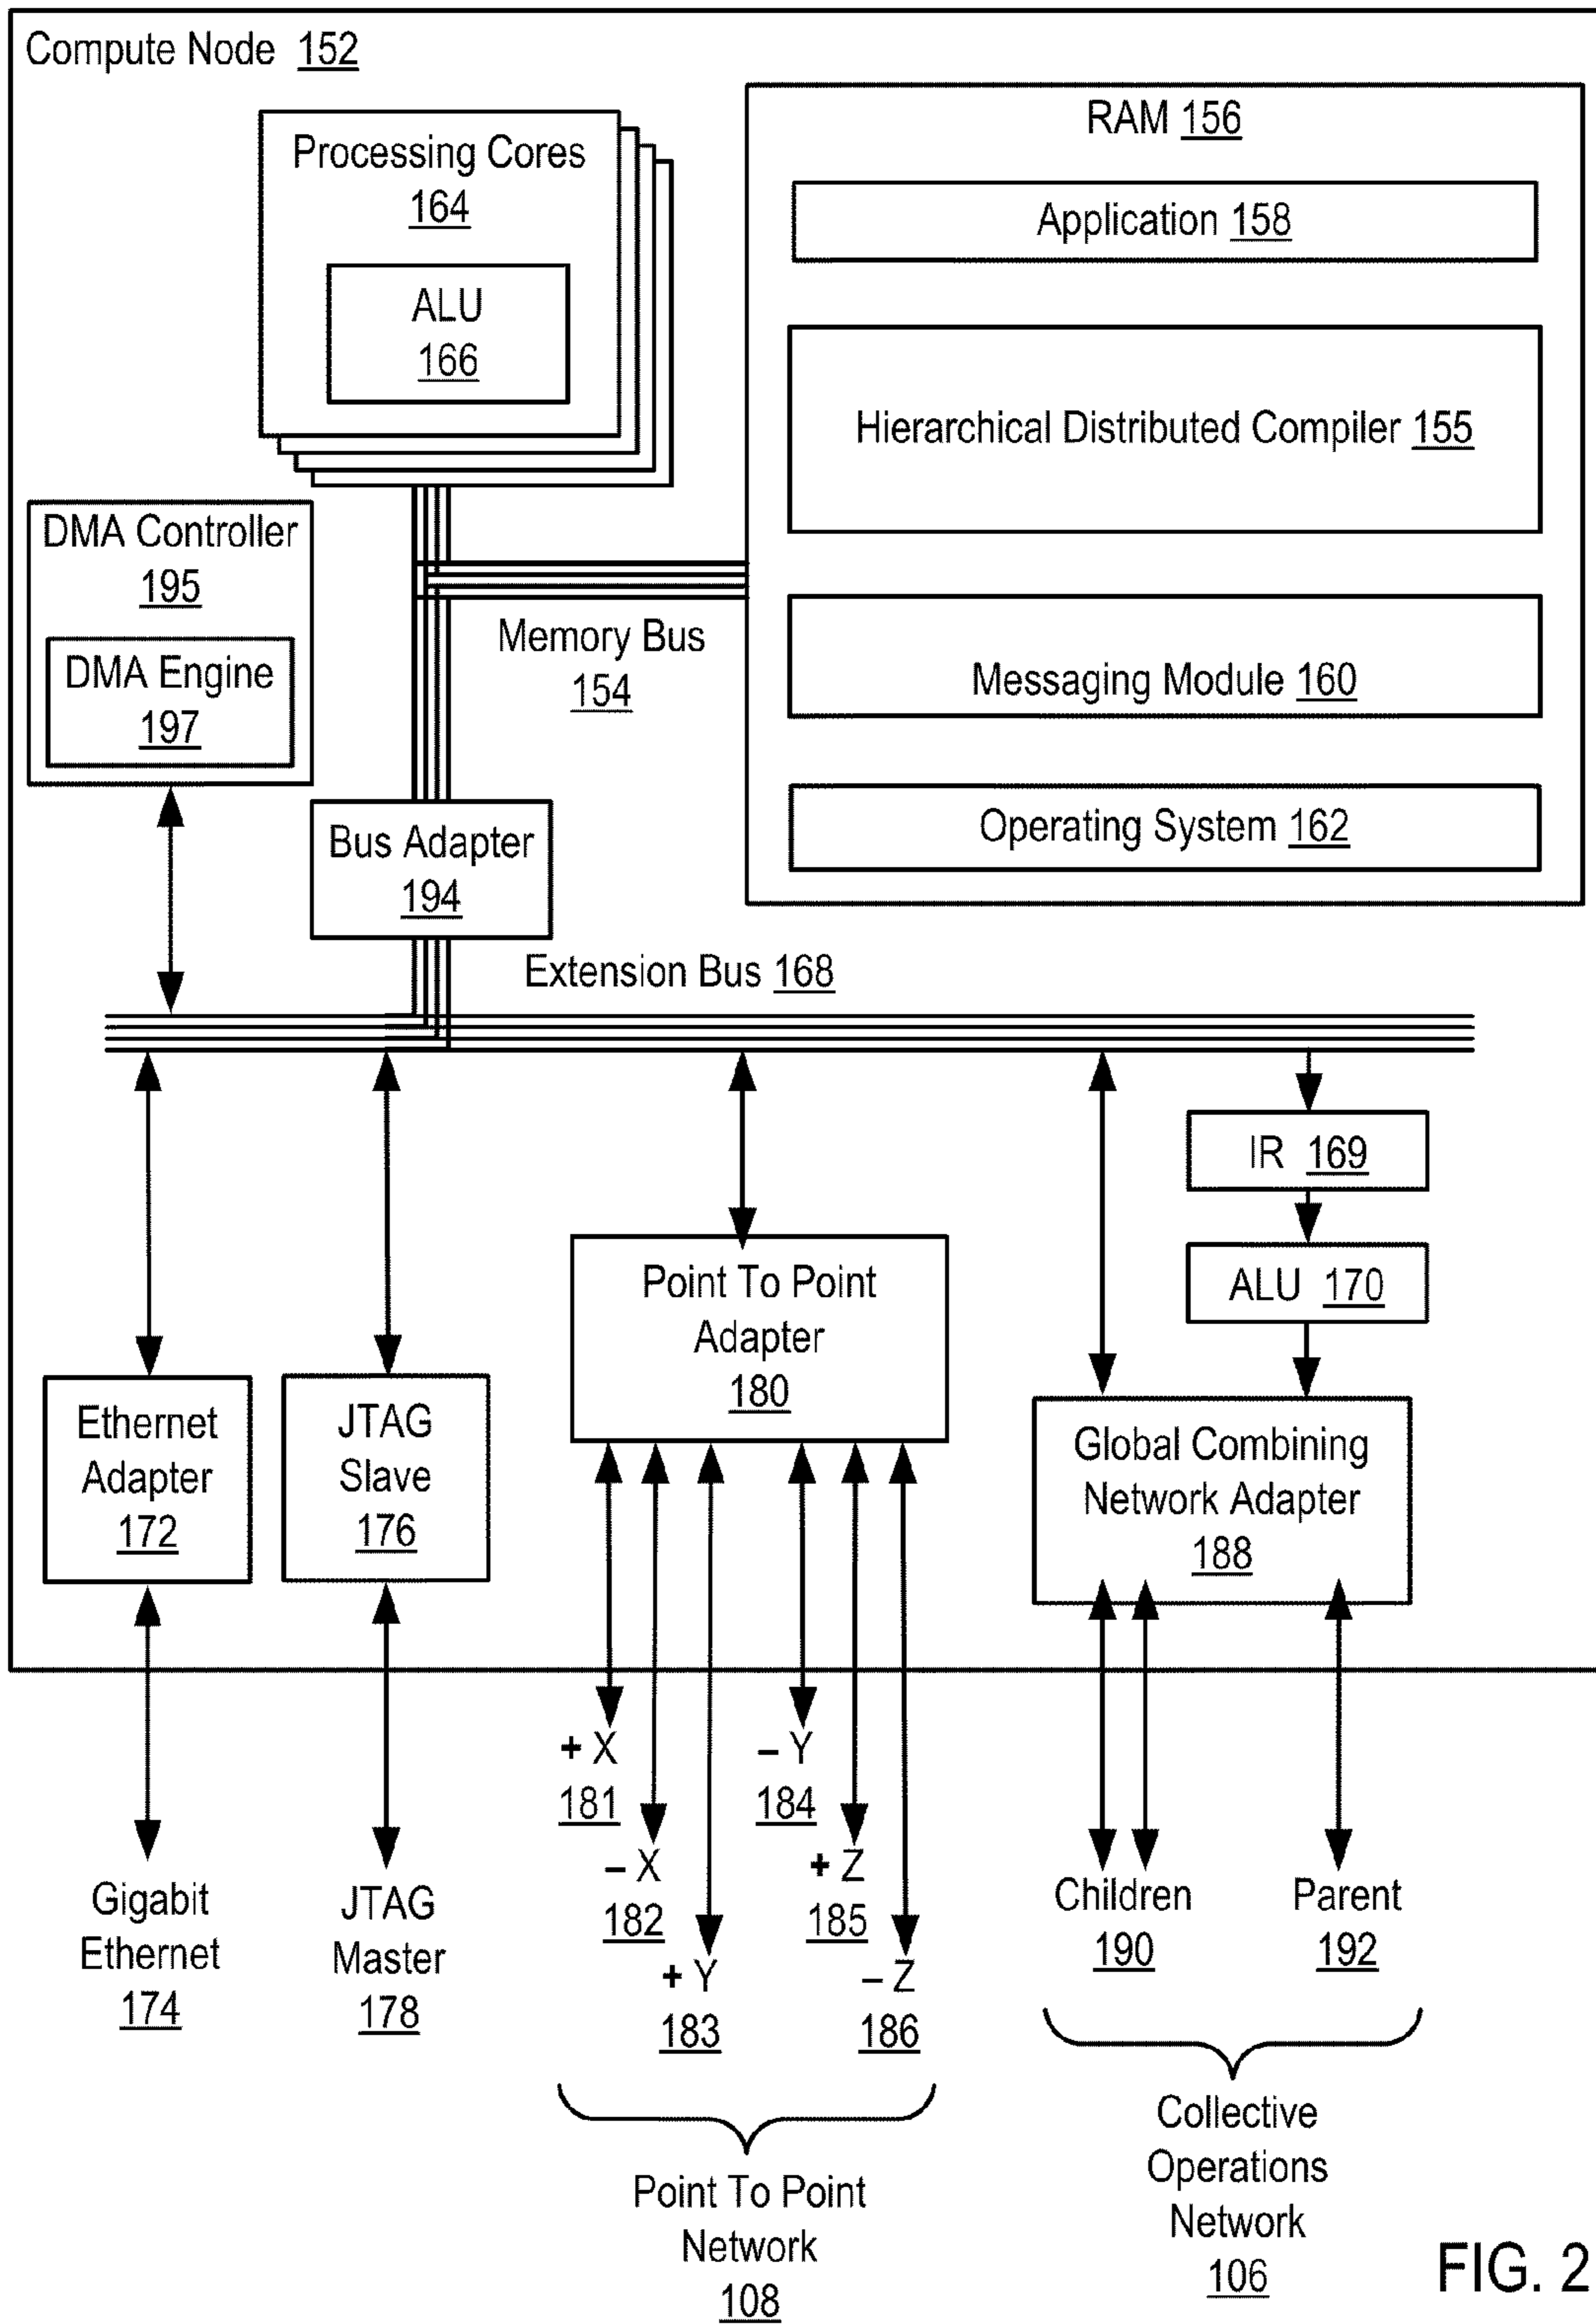 Compute Node 152
Processing Cores
164
ALU
166
RAM 156
Application 158
Hierarchical Distributed Compiler 155
Messaging Module 160
Operating System 162
DMA Controller
195
DMA Engine
197
Memory Bus
154
Bus Adapter
194
Extension Bus 168
IR 169
ALU 170
Point To Point
Adapter
180
Ethernet
Adapter
172
JTAG
Slave
176
Global Combining
Network Adapter
188
+ X
181
– X
182
+ Y
183
– Y
184
+ Z
185
– Z
186
Gigabit
Ethernet
174
JTAG
Master
178
Children
190
Parent
192
Point To Point
Network
108
Collective
Operations
Network
106
FIG. 2